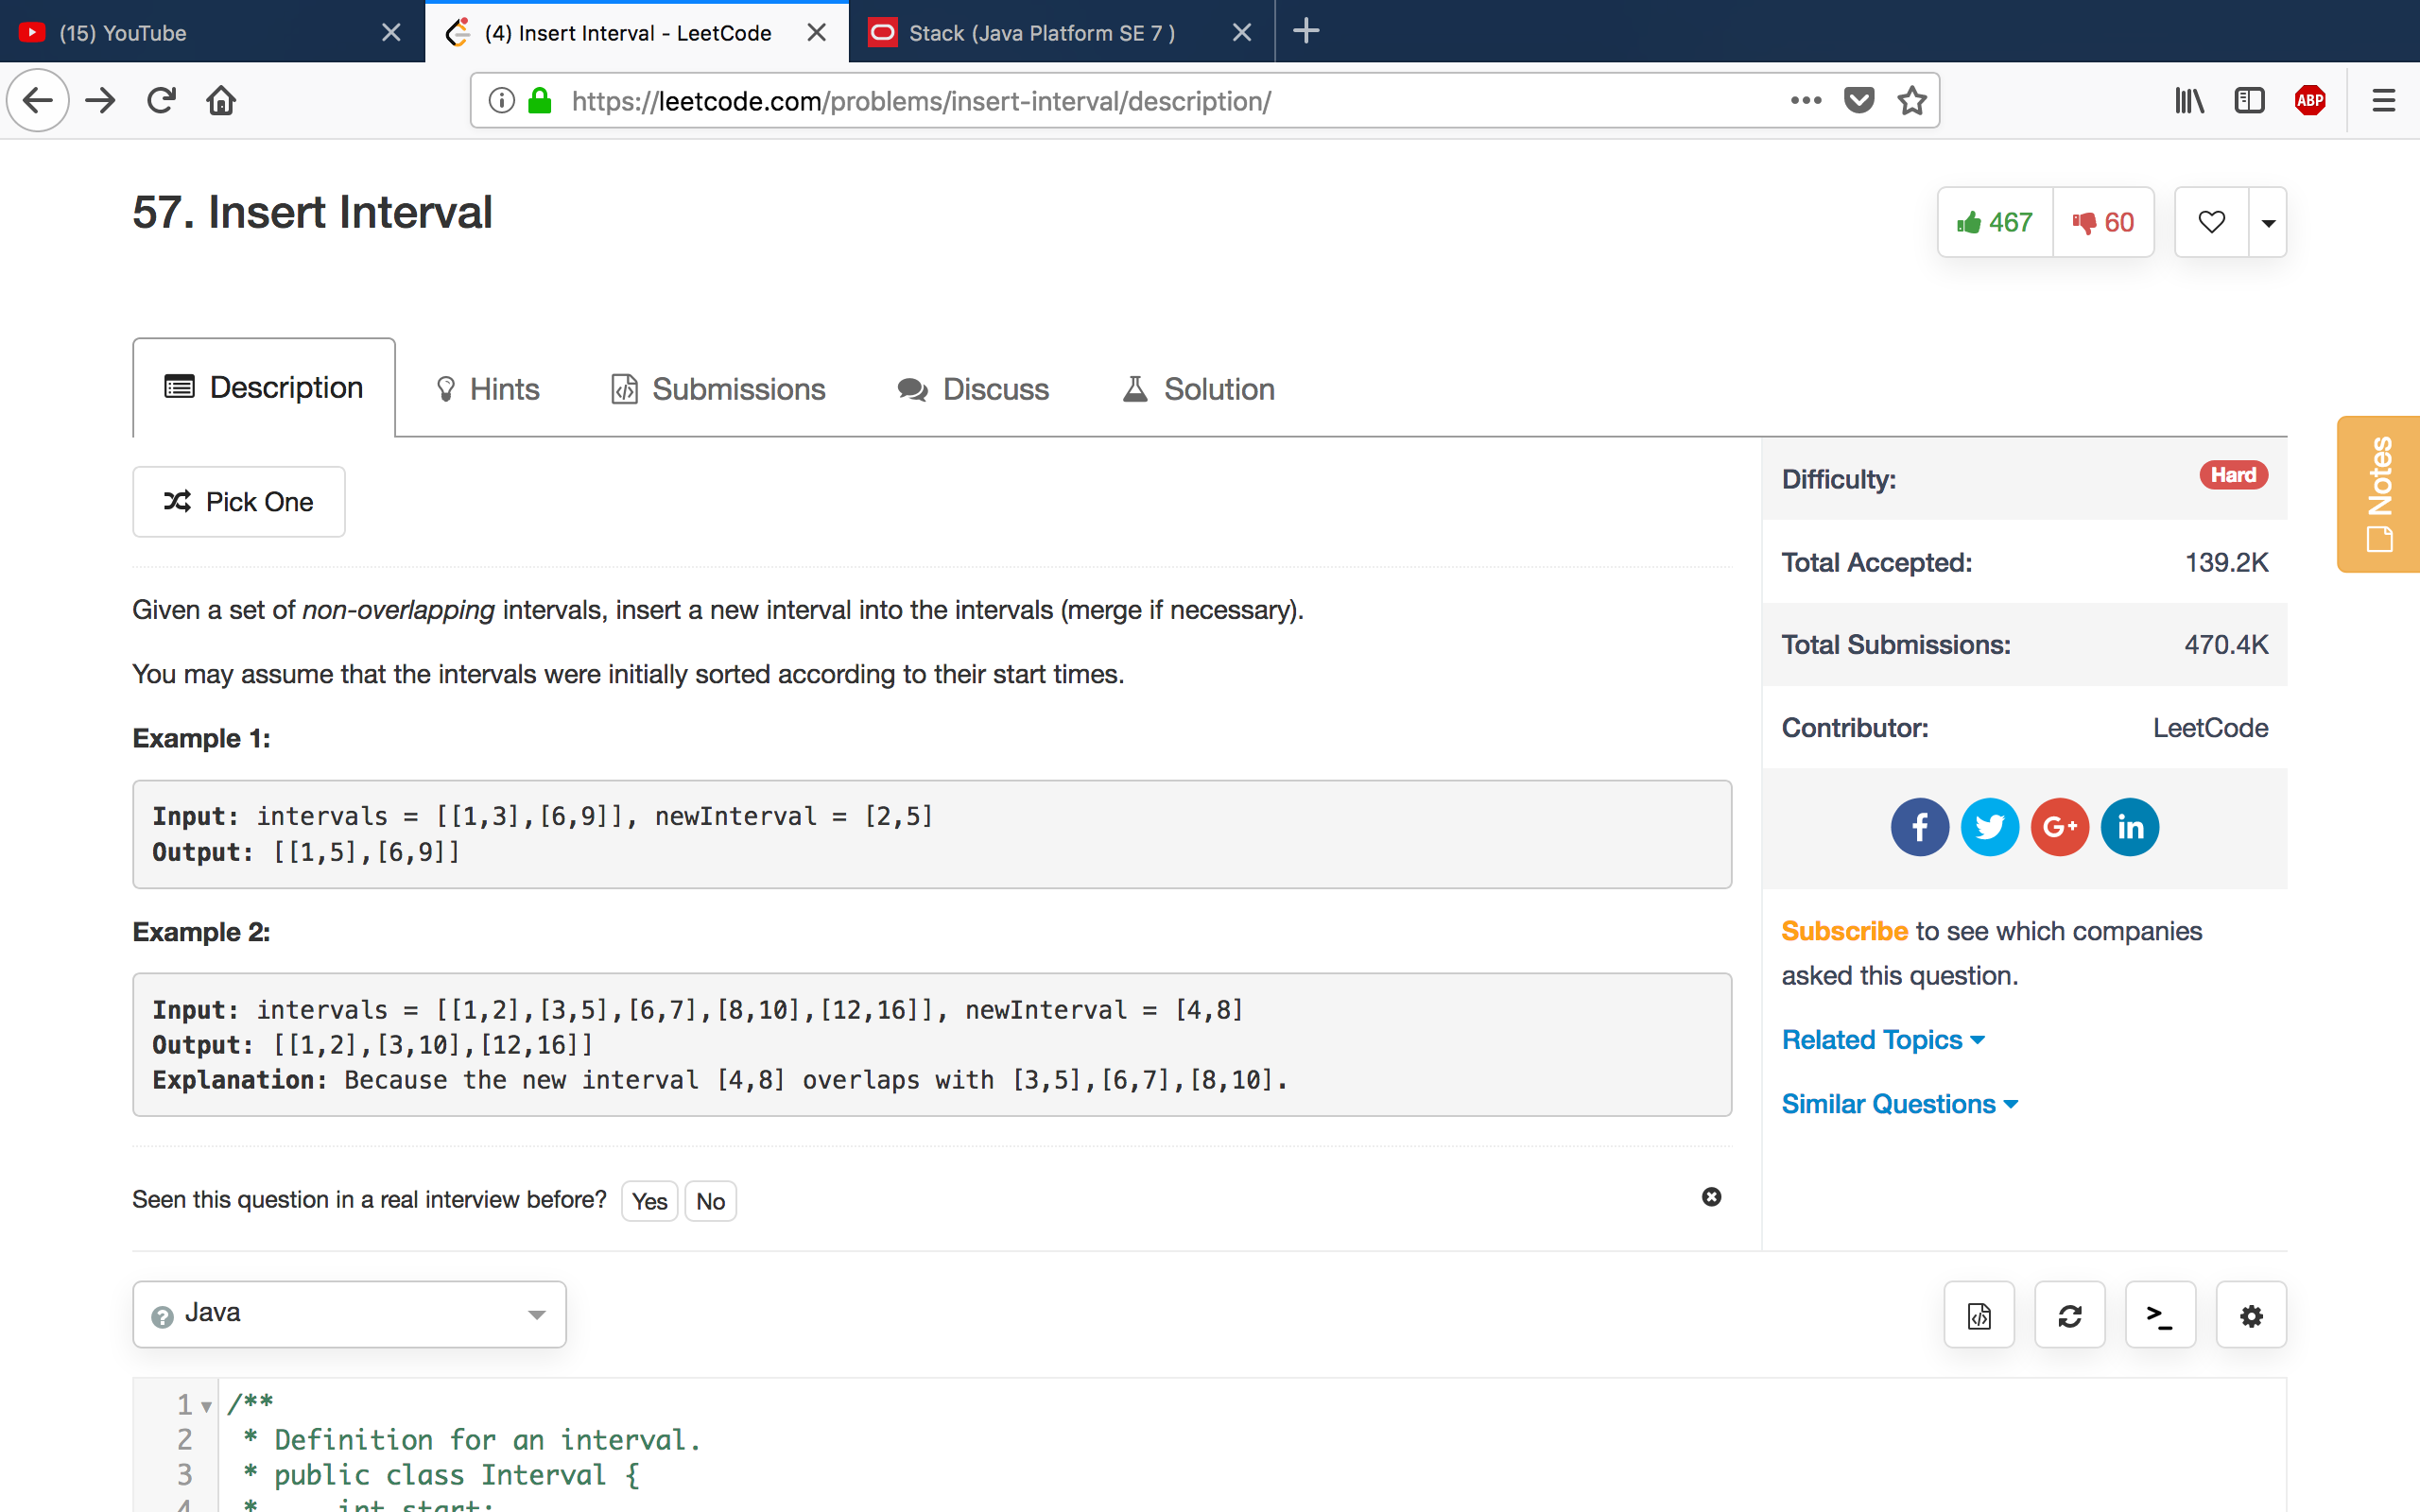 (15) YouTube
(4) Insert Interval - LeetCode
Stack (Java Platform SE 7 )
https://leetcode.com/problems/insert-interval/description/
ABP
57. Insert Interval
467
60
Description
Hints
Submissions
Discuss
Solution
Pick One
Given a set of non-overlapping intervals, insert a new interval into the intervals (merge if necessary).
You may assume that the intervals were initially sorted according to their start times.
Example 1:
Input: intervals = [[1,3],[6,9]], newInterval = [2,5]
Output: [[1,5],[6,9]]
Example 2:
Input: intervals = [[1,2],[3,5],[6,7],[8,10],[12,16]], newInterval = [4,8]
Output: [[1,2],[3,10],[12,16]]
Explanation: Because the new interval [4,8] overlaps with [3,5],[6,7],[8,10].
Seen this question in a real interview before? Yes No
Difficulty: Hard
Total Accepted: 139.2K
Total Submissions: 470.4K
Contributor: LeetCode
f G+ in
Subscribe to see which companies
asked this question.
Related Topics
Similar Questions
Notes
Java
1 /**
2 * Definition for an interval.
3 * public class Interval {
4 * int start;